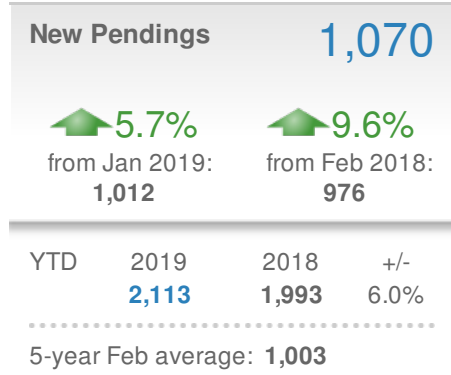 New Pendings 1,070
5.7% 9.6%
from Jan 2019: from Feb 2018:
1,012 976
YTD 2019 2018 +/-
2,113 1,993 6.0%
5-year Feb average: 1,003